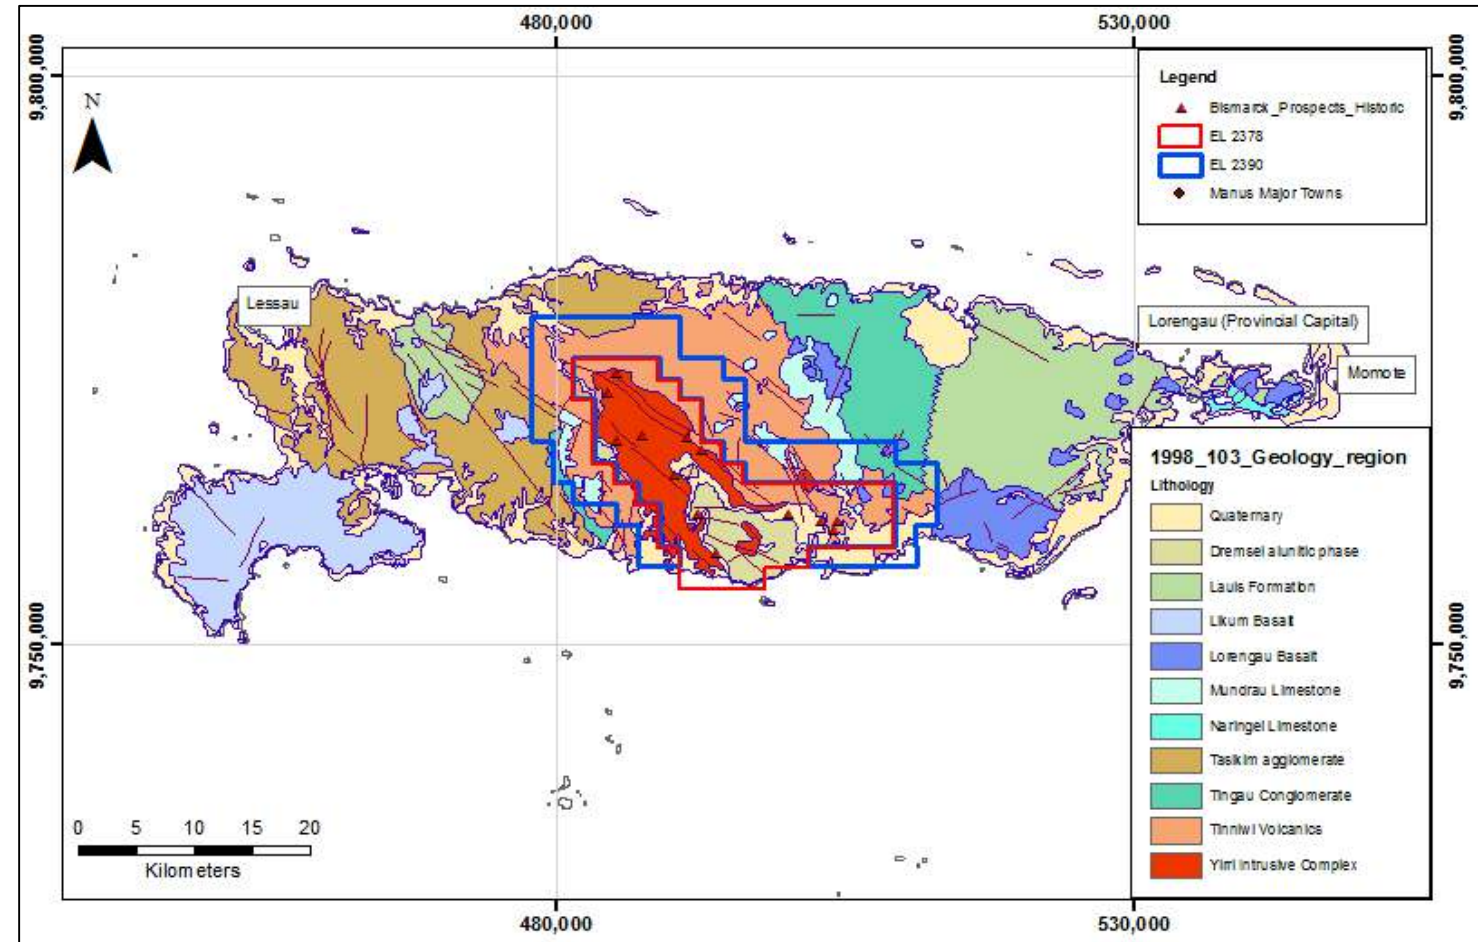 480,000
530,000
9,800,000
9,800,000
N
Legend
Bismarck_Prospects_Historic
EL 2378
EL 2390
Manus Major Towns
Lessau
Lorengau (Provincial Capital)
Momote
1998_103_Geology_region
Lithology
Quaternary
Dremsel alunitic phase
Lauis Formation
Likum Basalt
Lorengau Basalt
Mundrau Limestone
Naringel Limestone
Tasikim agglomerate
Tingau Conglomerate
Tinniwi Volcanics
Yirri Intrusive Complex
9,750,000
9,750,000
0 5 10 15 20
Kilometers
480,000
530,000